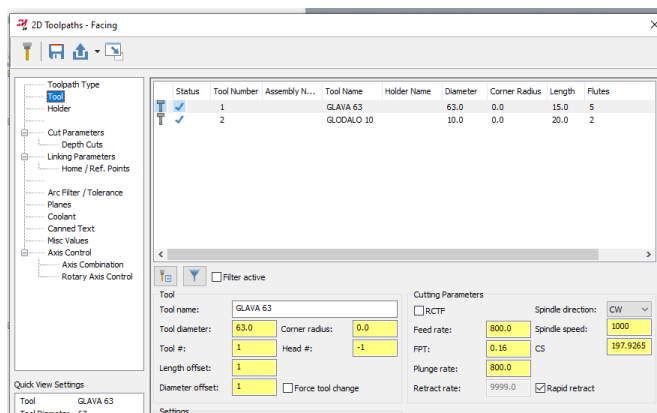 2D Toolpaths - Facing
Toolpath Type
Tool
Holder
Cut Parameters
Depth Cuts
Linking Parameters
Home / Ref. Points
Arc Filter / Tolerance
Planes
Coolant
Canned Text
Misc Values
Axis Control
Axis Combination
Rotary Axis Control
Status Tool Number Assembly N... Tool Name Holder Name Diameter Corner Radius Length Flutes
1 GLAVA 63 63.0 0.0 15.0 5
2 GLODALO 10 10.0 0.0 20.0 2
Filter active
Tool
Tool name: GLAVA 63
Tool diameter: 63.0 Corner radius: 0.0
Tool #: 1 Head #: -1
Length offset: 1
Diameter offset: 1 Force tool change
Cutting Parameters
RCTF Spindle direction: CW
Feed rate: 800.0 Spindle speed: 1000
FPT: 0.16 CS 197.9265
Plunge rate: 800.0
Retract rate: 9999.0 Rapid retract
Settings
Quick View Settings
Tool GLAVA 63
Tool Diameter 63